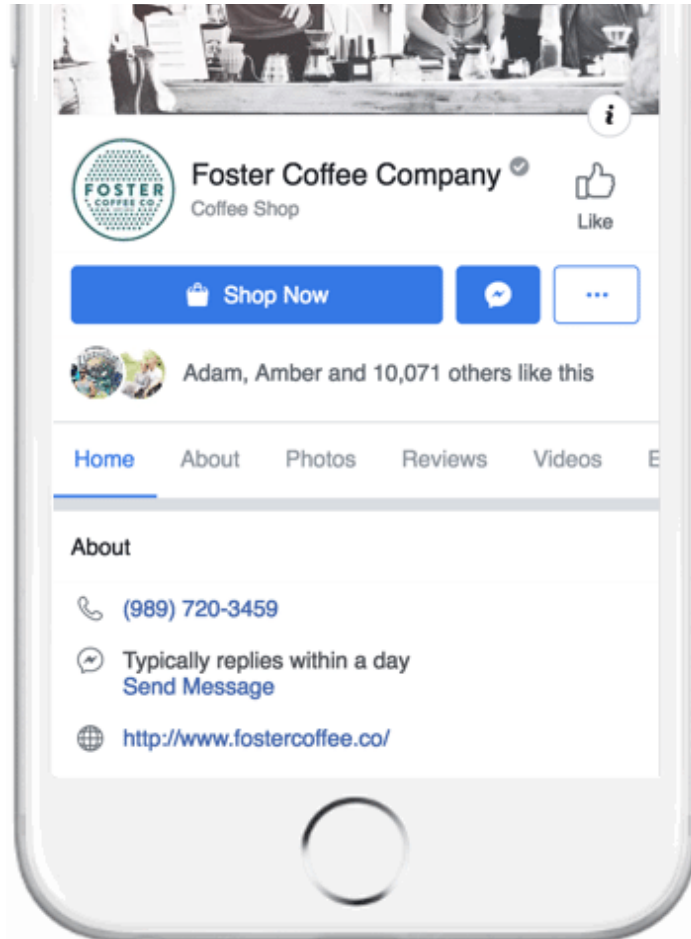 FOSTER
COFFEE CO.
Foster Coffee Company
Coffee Shop
Like
Shop Now
Adam, Amber and 10,071 others like this
Home About Photos Reviews Videos E
About
(989) 720-3459
Typically replies within a day
Send Message
http://www.fostercoffee.co/